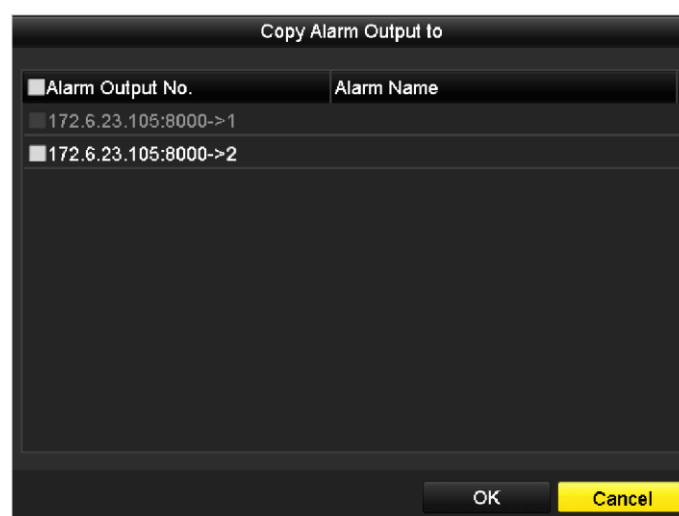 Copy Alarm Output to
Alarm Output No. Alarm Name
172.6.23.105:8000->1
172.6.23.105:8000->2
OK Cancel